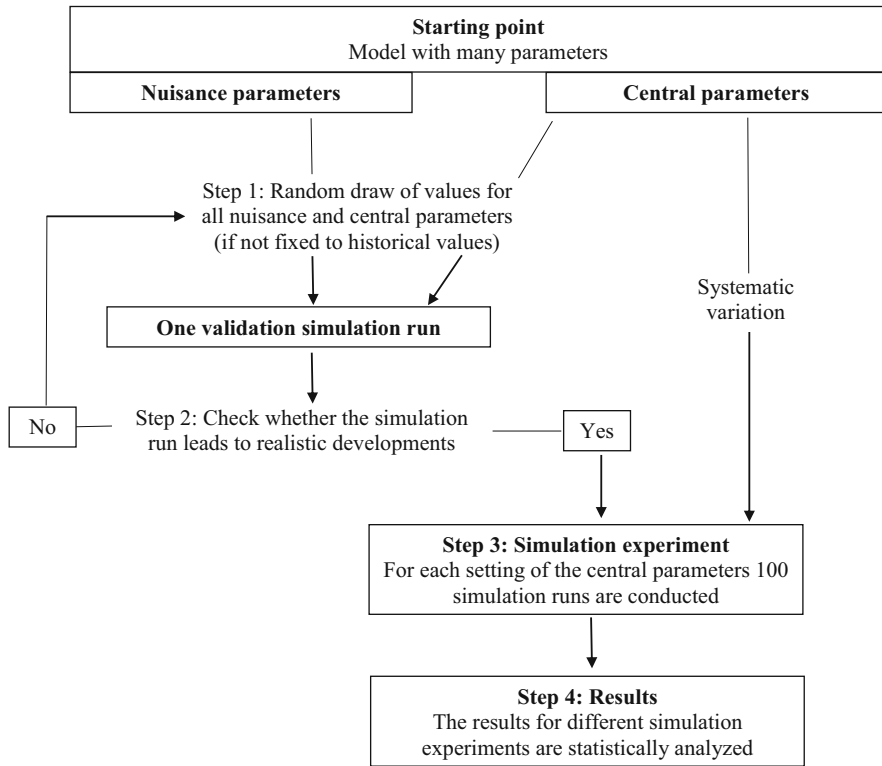 Starting point
Model with many parameters
Nuisance parameters
Central parameters
Step 1: Random draw of values for
all nuisance and central parameters
(if not fixed to historical values)
Systematic
variation
One validation simulation run
No
Step 2: Check whether the simulation
run leads to realistic developments
Yes
Step 3: Simulation experiment
For each setting of the central parameters 100
simulation runs are conducted
Step 4: Results
The results for different simulation
experiments are statistically analyzed